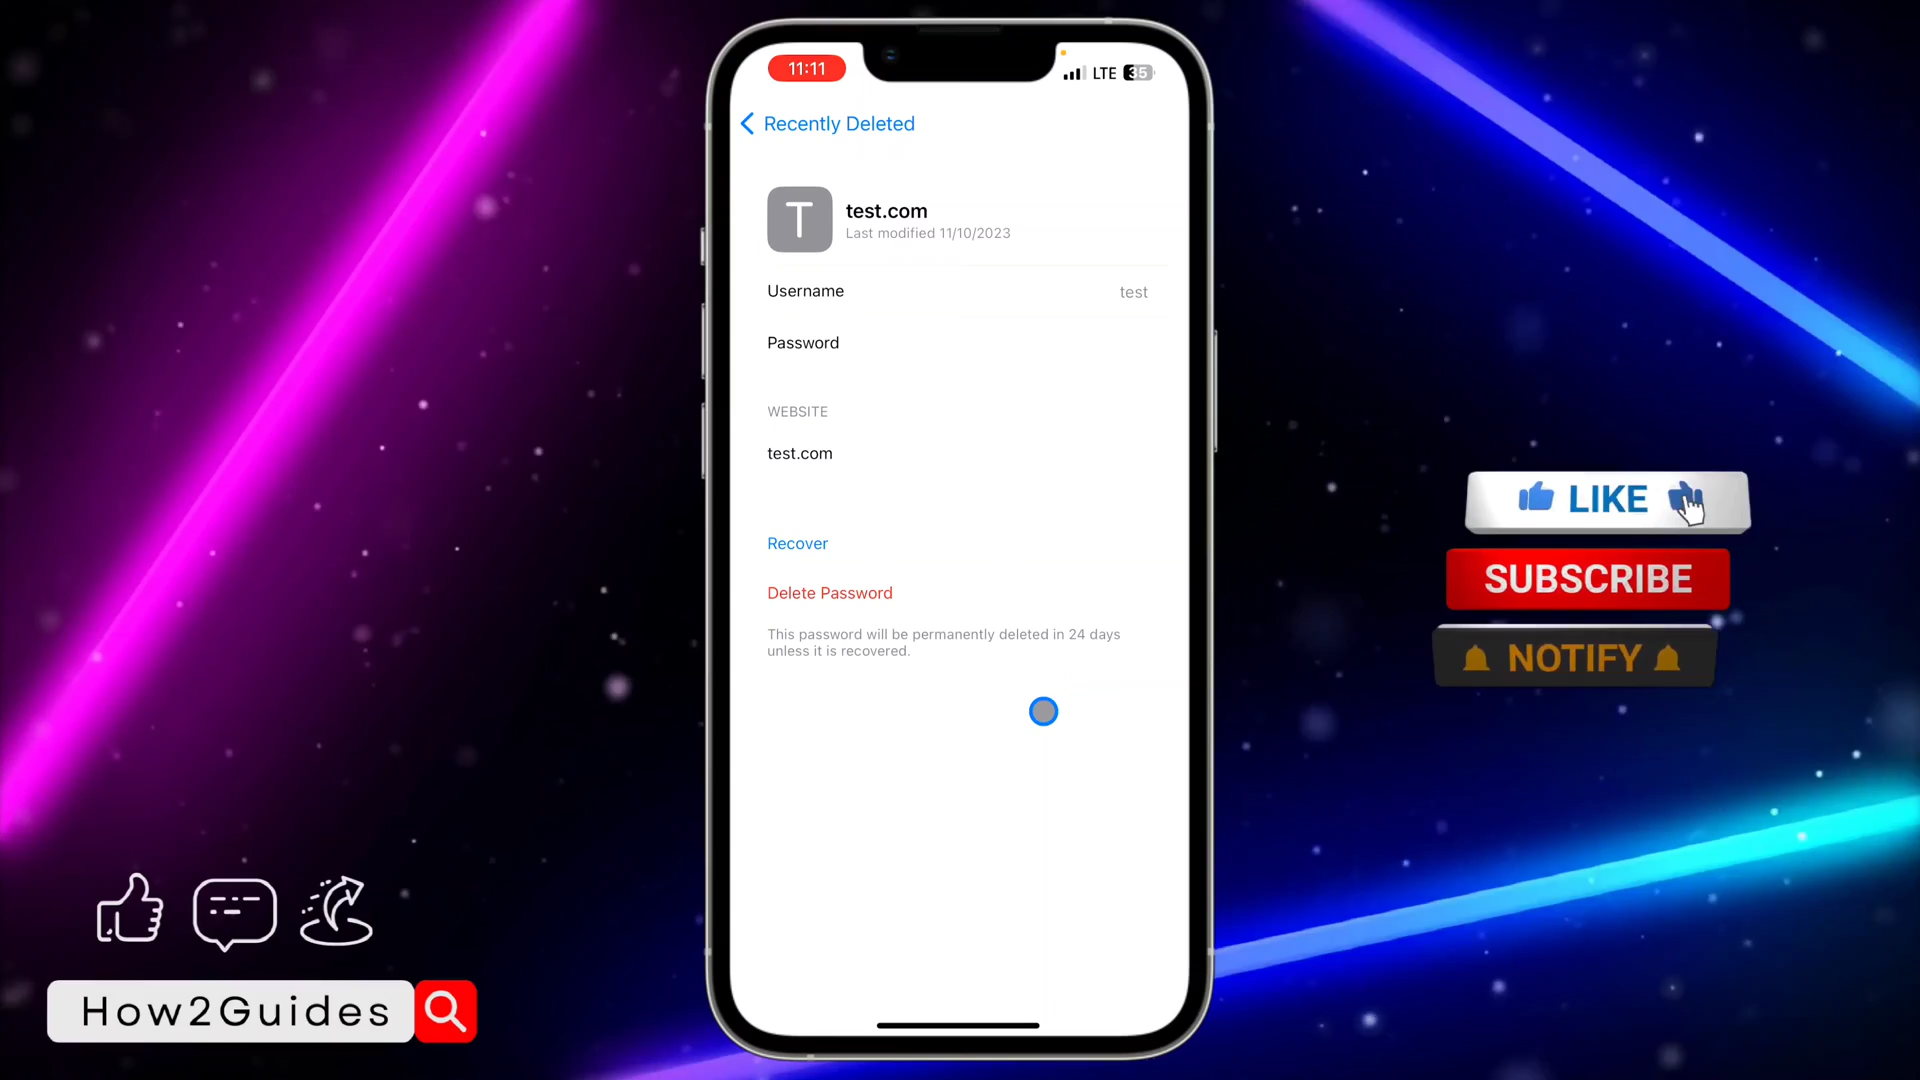 11:11
LTE 35
Recently Deleted
T
test.com
Last modified 11/10/2023
Username test
Password
WEBSITE
test.com
Recover
Delete Password
This password will be permanently deleted in 24 days
unless it is recovered.
LIKE
SUBSCRIBE
NOTIFY
How2Guides